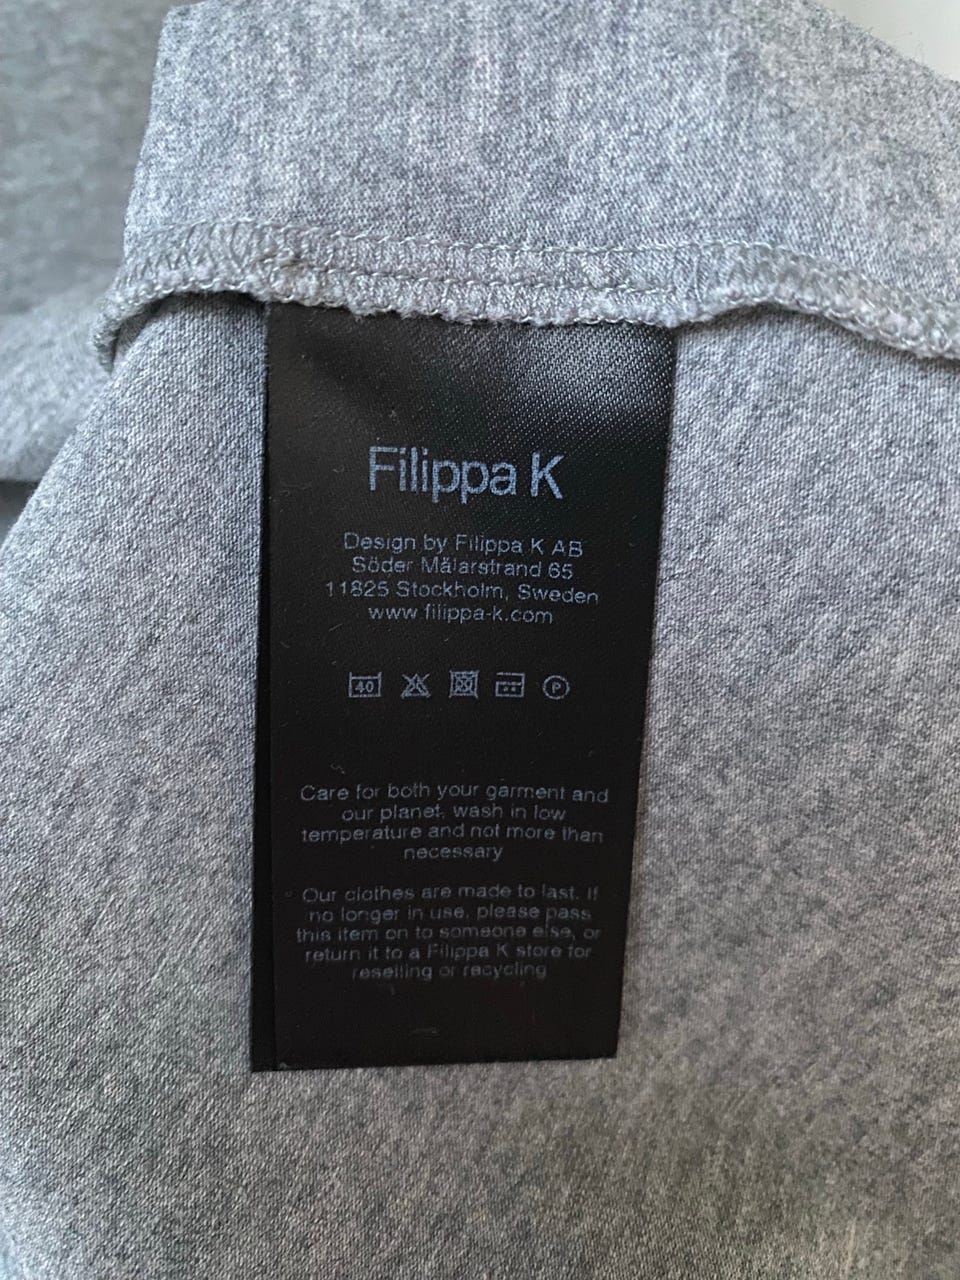 Filippa K
Design by Filippa K AB
Söder Mälarstrand 65
11825 Stockholm, Sweden
www.filippa-k.com
40 P
Care for both your garment and
our planet, wash in low
temperature and not more than
necessary
Our clothes are made to last. If
no longer in use, please pass
this item on to someone else, or
return it to a Filippa K store for
reselling or recycling